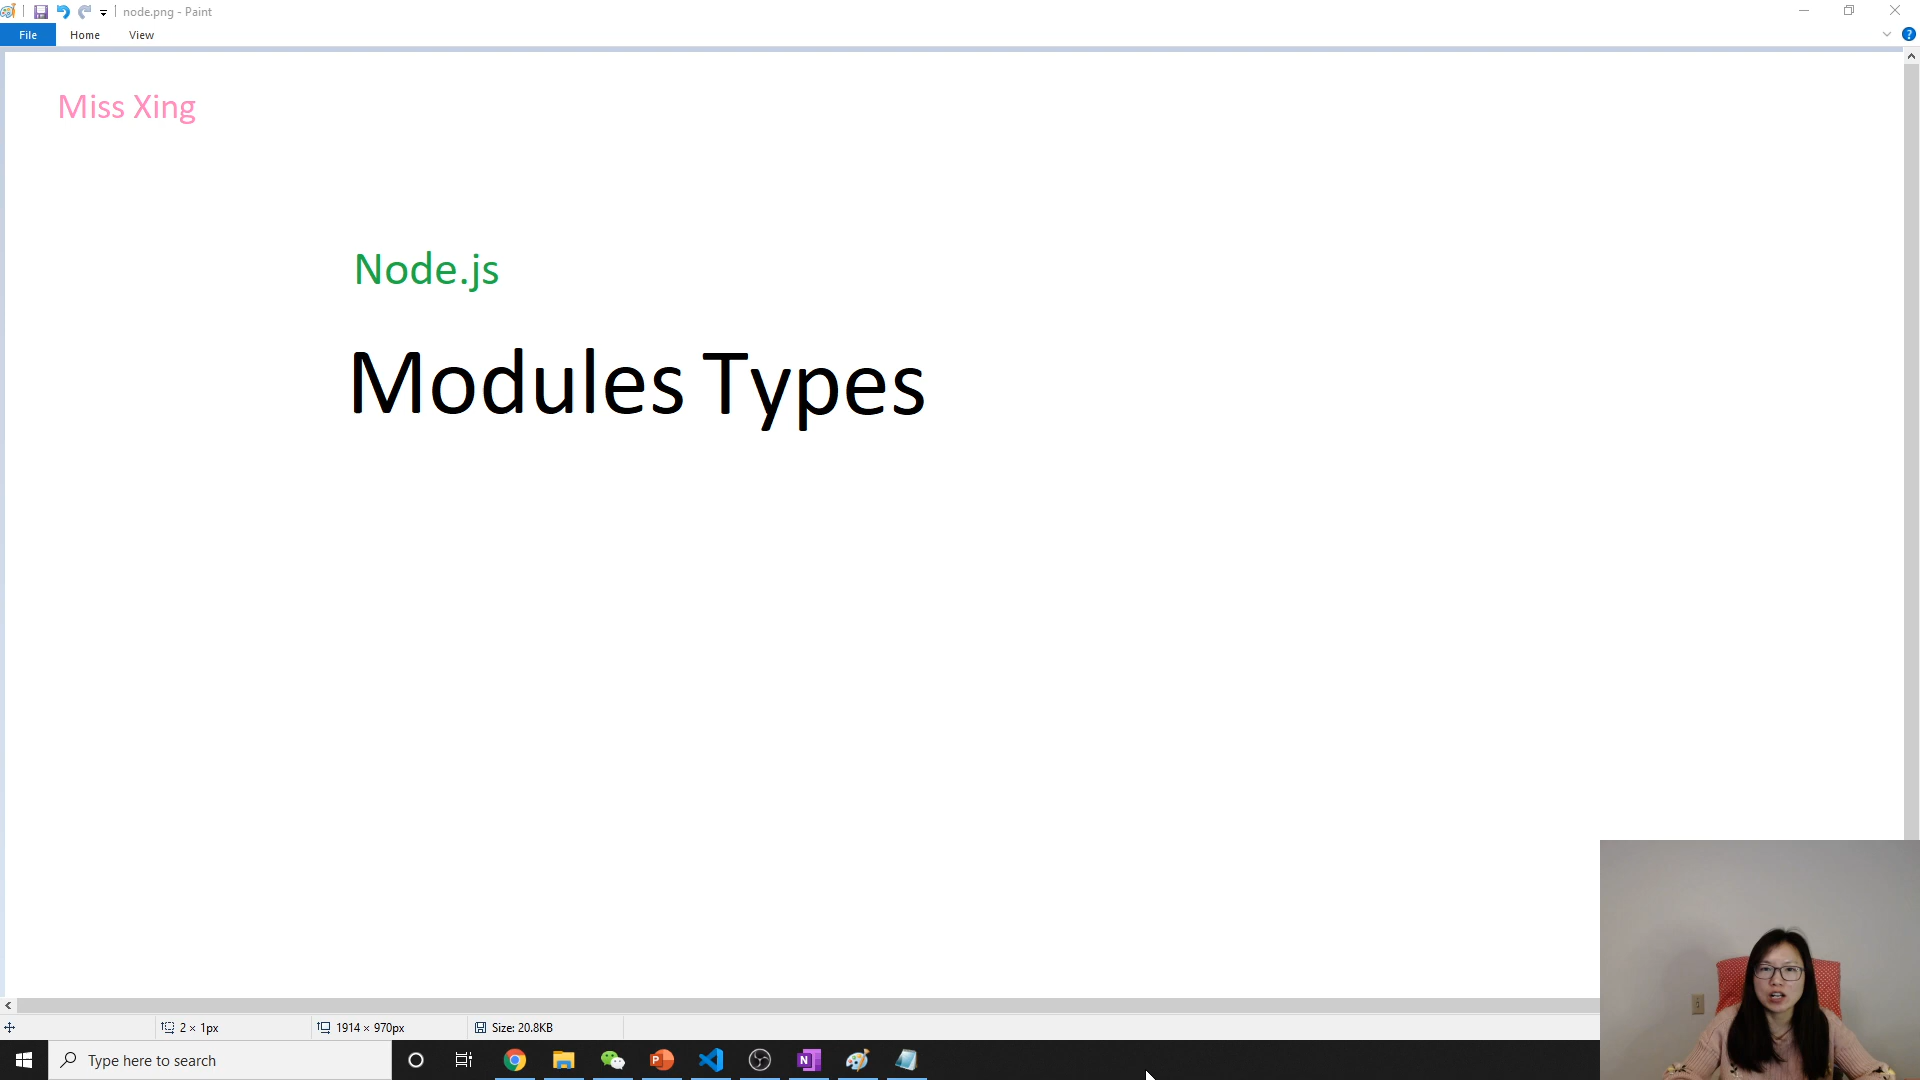 node.png - Paint
File Home View
Miss Xing
Node.js
Modules Types
2 × 1px 1914 × 970px Size: 20.8KB
Type here to search